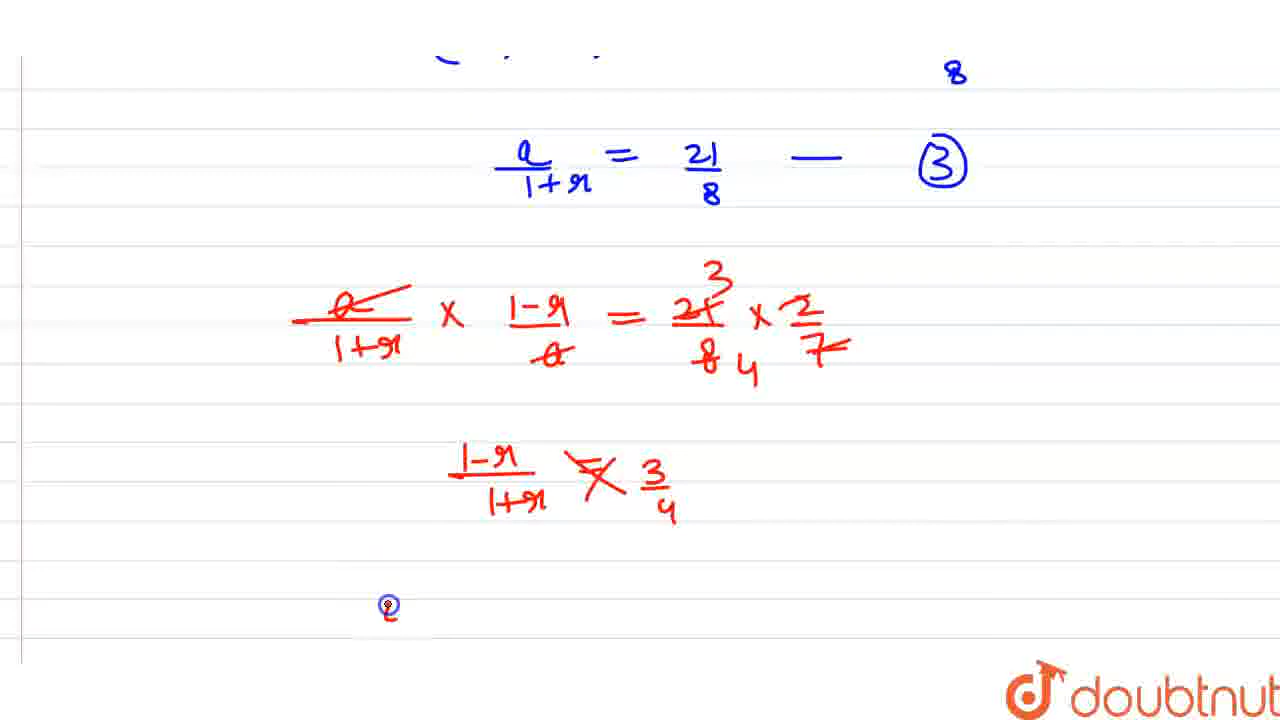 8
a/(1+r) = 21/8 — ③
a/(1+r) × (1-r)/a = 21/8 × 2/7
3
4
(1-r)/(1+r) = 3/4
doubtnut